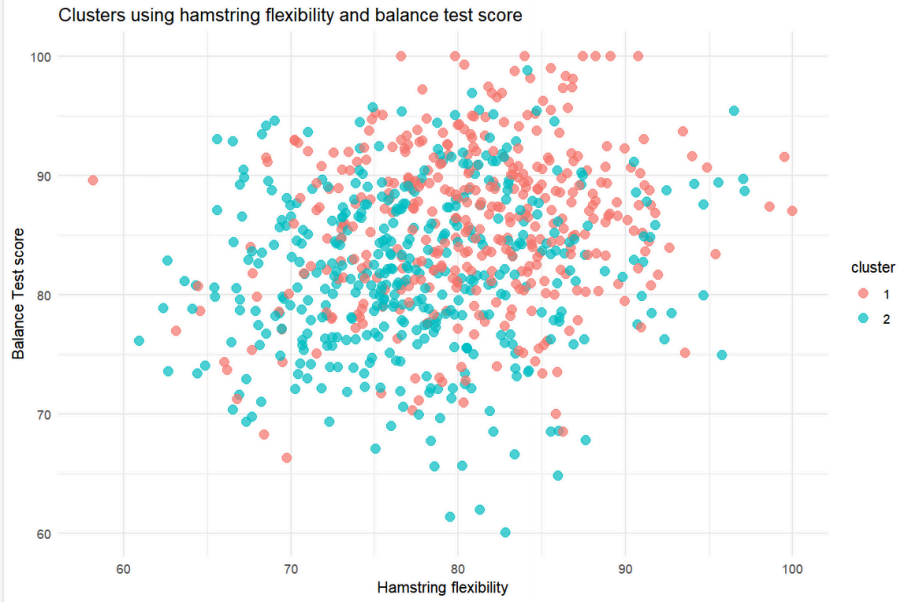 Clusters using hamstring flexibility and balance test score
100
90
80
70
60
Balance Test score
60 70 80 90 100
Hamstring flexibility
cluster
1
2